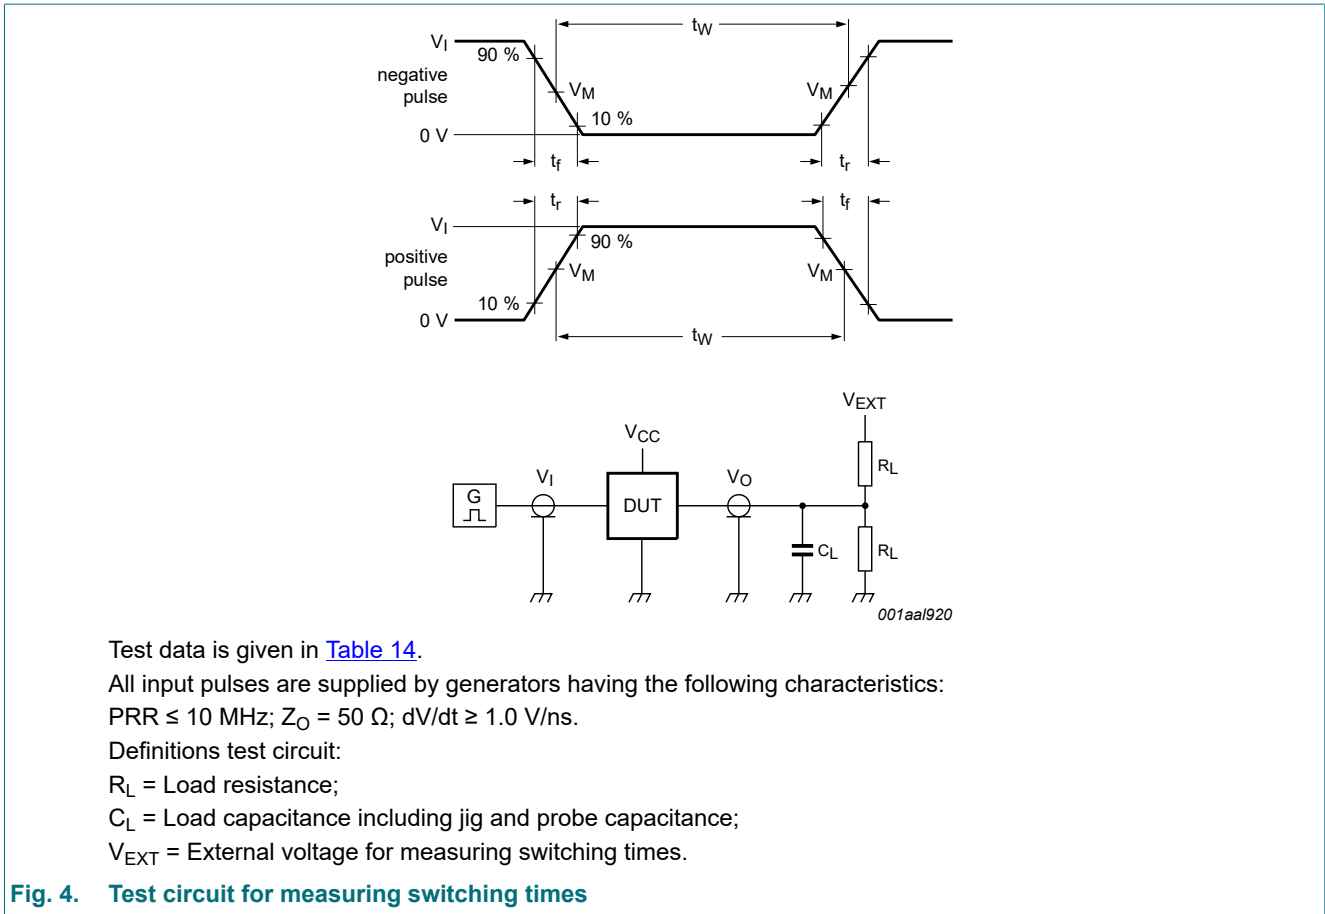 tW
VI
90 %
negative
pulse
VM
VM
10 %
0 V
tf
tr
tr
tf
VI
90 %
positive
pulse
VM
VM
10 %
0 V
tW
VEXT
VCC
RL
VI
VO
G
DUT
CL
RL
001aal920
Test data is given in Table 14.
All input pulses are supplied by generators having the following characteristics:
PRR ≤ 10 MHz; ZO = 50 Ω; dV/dt ≥ 1.0 V/ns.
Definitions test circuit:
RL = Load resistance;
CL = Load capacitance including jig and probe capacitance;
VEXT = External voltage for measuring switching times.
Fig. 4. Test circuit for measuring switching times